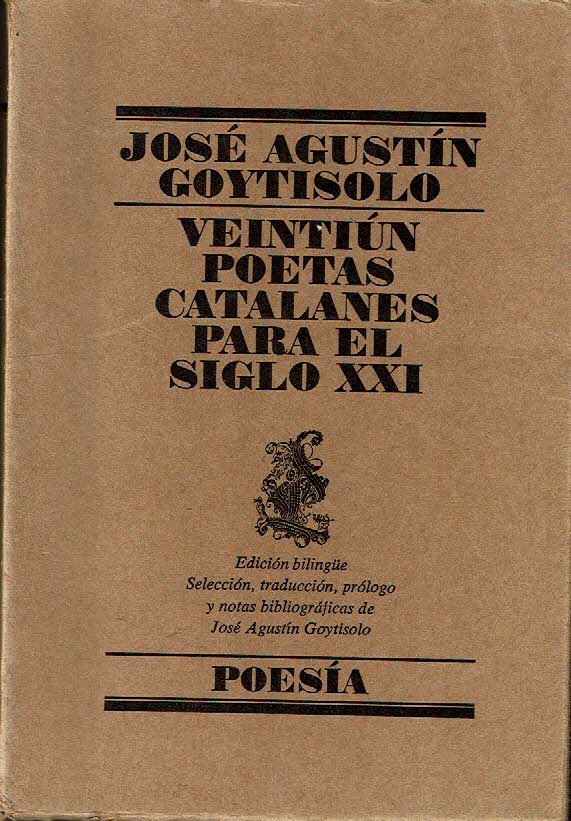 JOSÉ AGUSTÍN
GOYTISOLO
VEINTIÚN
POETAS
CATALANES
PARA EL
SIGLO XXI
Edición bilingüe
Selección, traducción, prólogo
y notas bibliográficas de
José Agustín Goytisolo
POESÍA